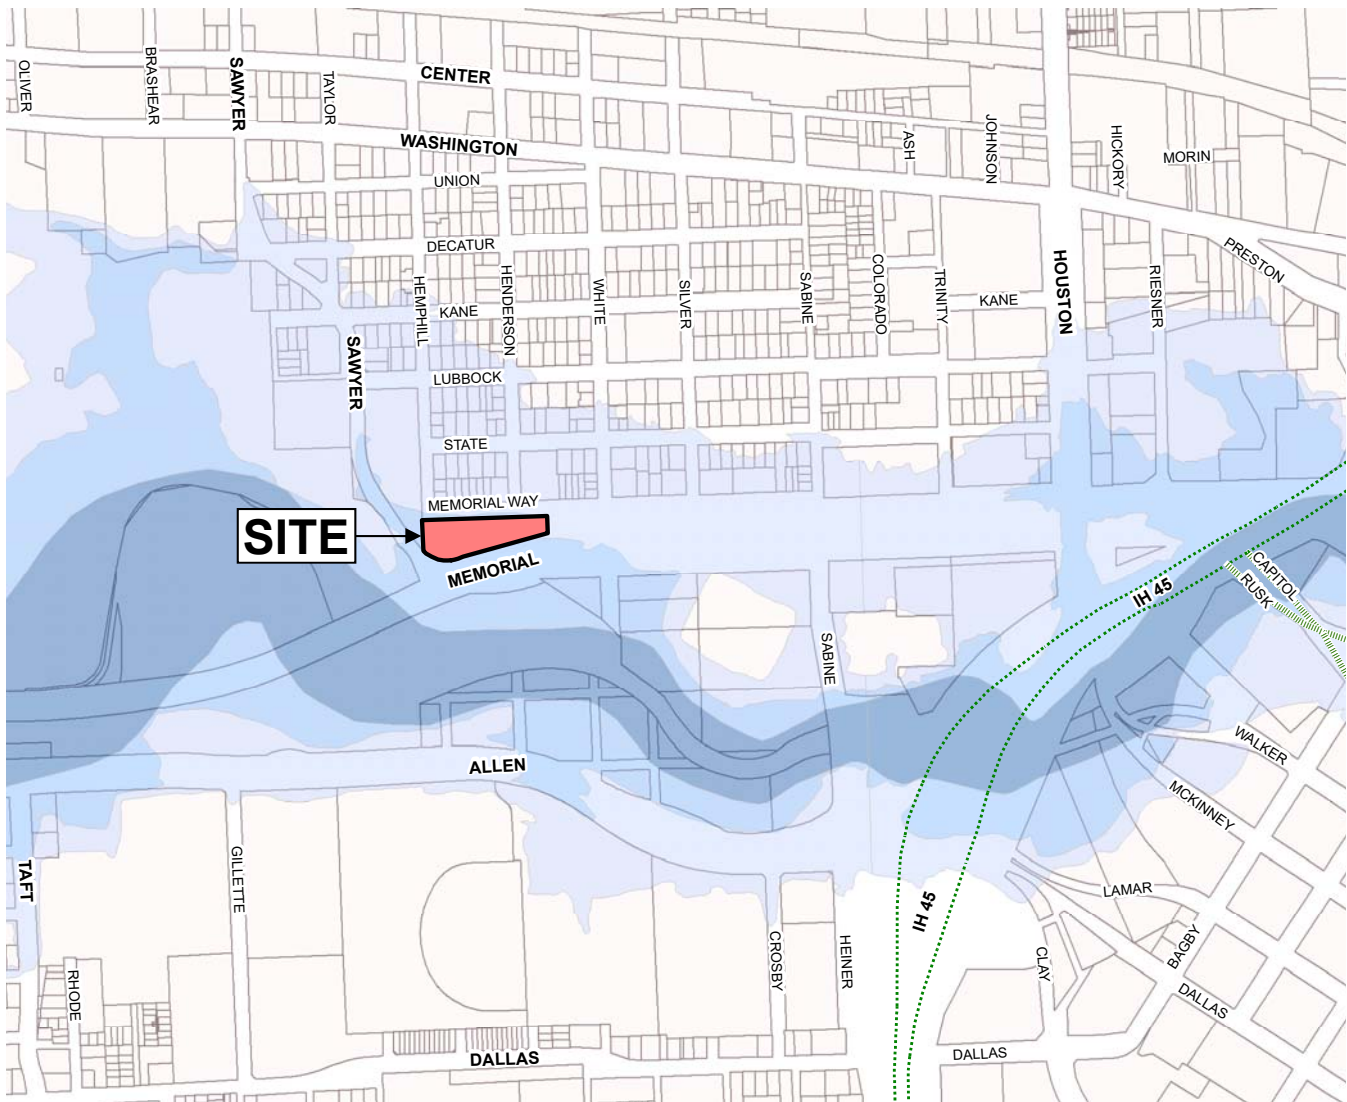 CENTER
OLIVER
BRASHEAR
SAWYER
TAYLOR
WASHINGTON
ASH
JOHNSON
HICKORY
MORIN
UNION
DECATUR
PRESTON
HEMPHILL
HENDERSON
WHITE
SILVER
SABINE
COLORADO
TRINITY
KANE
KANE
HOUSTON
RIESNER
SAWYER
LUBBOCK
STATE
MEMORIAL WAY
SITE
MEMORIAL
IH 45
CAPITOL
RUSK
SABINE
WALKER
ALLEN
MCKINNEY
TAFT
GILLETTE
LAMAR
IH 45
CROSBY
HEINER
CLAY
BAGBY
RHODE
DALLAS
DALLAS
DALLAS